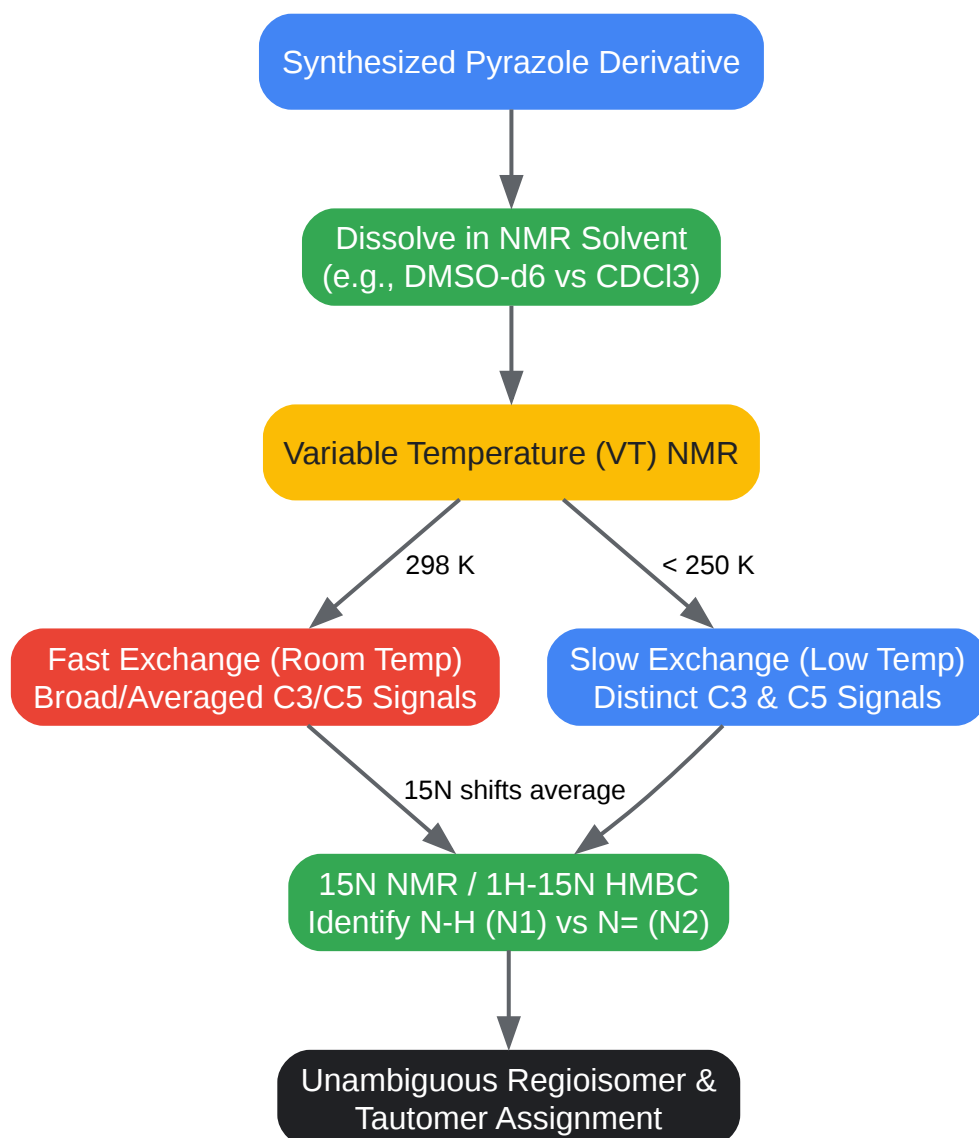 Synthesized Pyrazole Derivative
Dissolve in NMR Solvent
(e.g., DMSO-d6 vs CDCl3)
Variable Temperature (VT) NMR
298 K
< 250 K
Fast Exchange (Room Temp)
Broad/Averaged C3/C5 Signals
Slow Exchange (Low Temp)
Distinct C3 & C5 Signals
15N shifts average
15N NMR / 1H-15N HMBC
Identify N-H (N1) vs N= (N2)
Unambiguous Regioisomer &
Tautomer Assignment